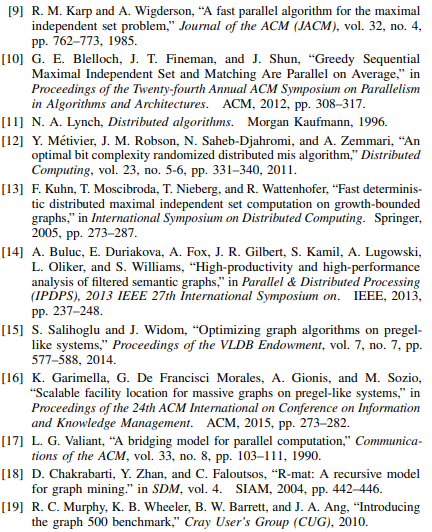 [9] R. M. Karp and A. Wigderson, “A fast parallel algorithm for the maximal
independent set problem,” Journal of the ACM (JACM), vol. 32, no. 4,
pp. 762–773, 1985.
[10] G. E. Blelloch, J. T. Fineman, and J. Shun, “Greedy Sequential
Maximal Independent Set and Matching Are Parallel on Average,” in
Proceedings of the Twenty-fourth Annual ACM Symposium on Parallelism
in Algorithms and Architectures. ACM, 2012, pp. 308–317.
[11] N. A. Lynch, Distributed algorithms. Morgan Kaufmann, 1996.
[12] Y. Métivier, J. M. Robson, N. Saheb-Djahromi, and A. Zemmari, “An
optimal bit complexity randomized distributed mis algorithm,” Distributed
Computing, vol. 23, no. 5-6, pp. 331–340, 2011.
[13] F. Kuhn, T. Moscibroda, T. Nieberg, and R. Wattenhofer, “Fast determinis-
tic distributed maximal independent set computation on growth-bounded
graphs,” in International Symposium on Distributed Computing. Springer,
2005, pp. 273–287.
[14] A. Buluc, E. Duriakova, A. Fox, J. R. Gilbert, S. Kamil, A. Lugowski,
L. Oliker, and S. Williams, “High-productivity and high-performance
analysis of filtered semantic graphs,” in Parallel & Distributed Processing
(IPDPS), 2013 IEEE 27th International Symposium on. IEEE, 2013,
pp. 237–248.
[15] S. Salihoglu and J. Widom, “Optimizing graph algorithms on pregel-
like systems,” Proceedings of the VLDB Endowment, vol. 7, no. 7, pp.
577–588, 2014.
[16] K. Garimella, G. De Francisci Morales, A. Gionis, and M. Sozio,
“Scalable facility location for massive graphs on pregel-like systems,” in
Proceedings of the 24th ACM International on Conference on Information
and Knowledge Management. ACM, 2015, pp. 273–282.
[17] L. G. Valiant, “A bridging model for parallel computation,” Communica-
tions of the ACM, vol. 33, no. 8, pp. 103–111, 1990.
[18] D. Chakrabarti, Y. Zhan, and C. Faloutsos, “R-mat: A recursive model
for graph mining.” in SDM, vol. 4. SIAM, 2004, pp. 442–446.
[19] R. C. Murphy, K. B. Wheeler, B. W. Barrett, and J. A. Ang, “Introducing
the graph 500 benchmark,” Cray User’s Group (CUG), 2010.